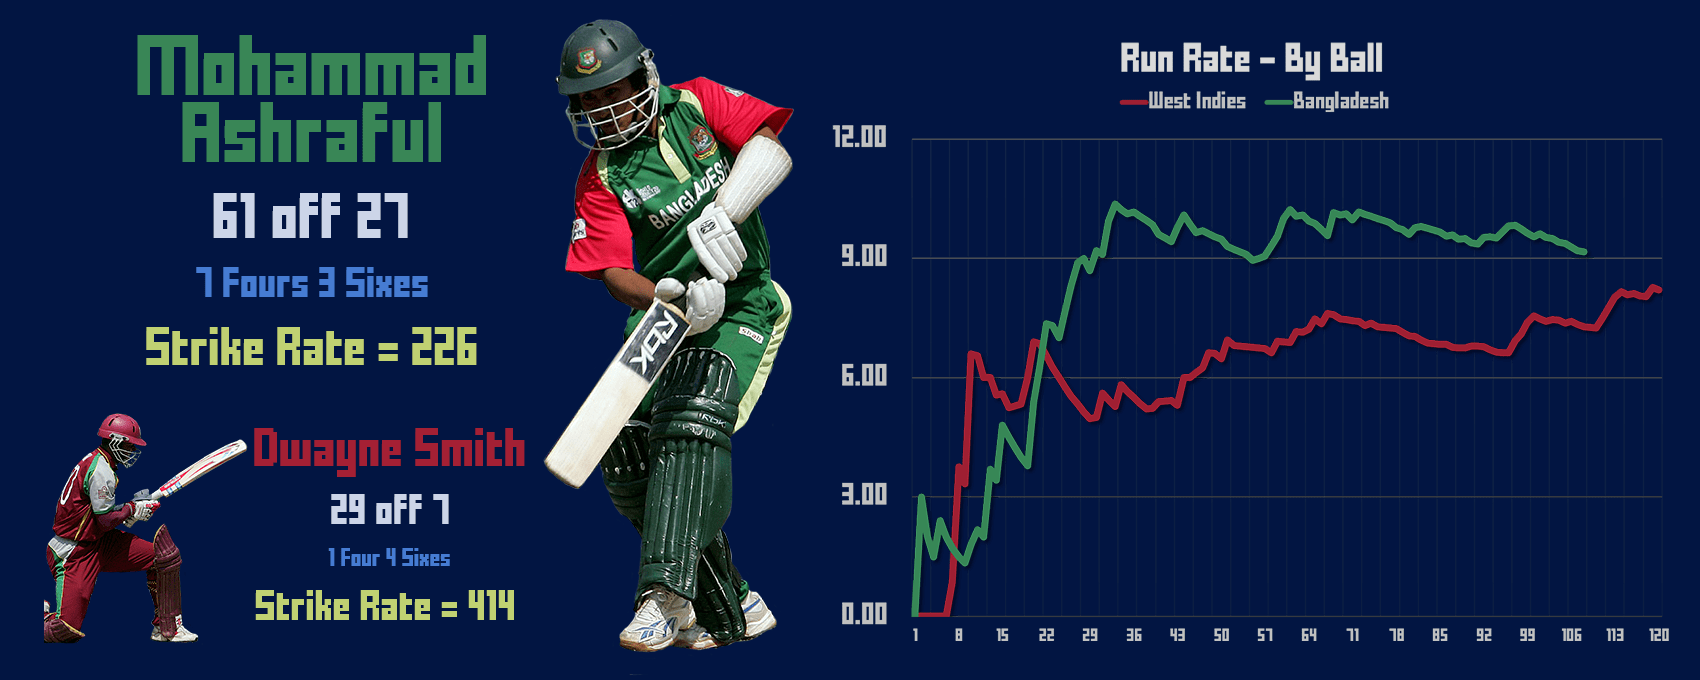 Mohammad
Ashraful
61 off 27
7 Fours 3 Sixes
Strike Rate = 226
Dwayne Smith
29 off 7
1 Four 4 Sixes
Strike Rate = 414
BANGLADESH
Rbk
Run Rate - By Ball
West Indies Bangladesh
12.00
9.00
6.00
3.00
0.00
1 8 15 22 29 36 43 50 57 64 71 78 85 92 99 106 113 120